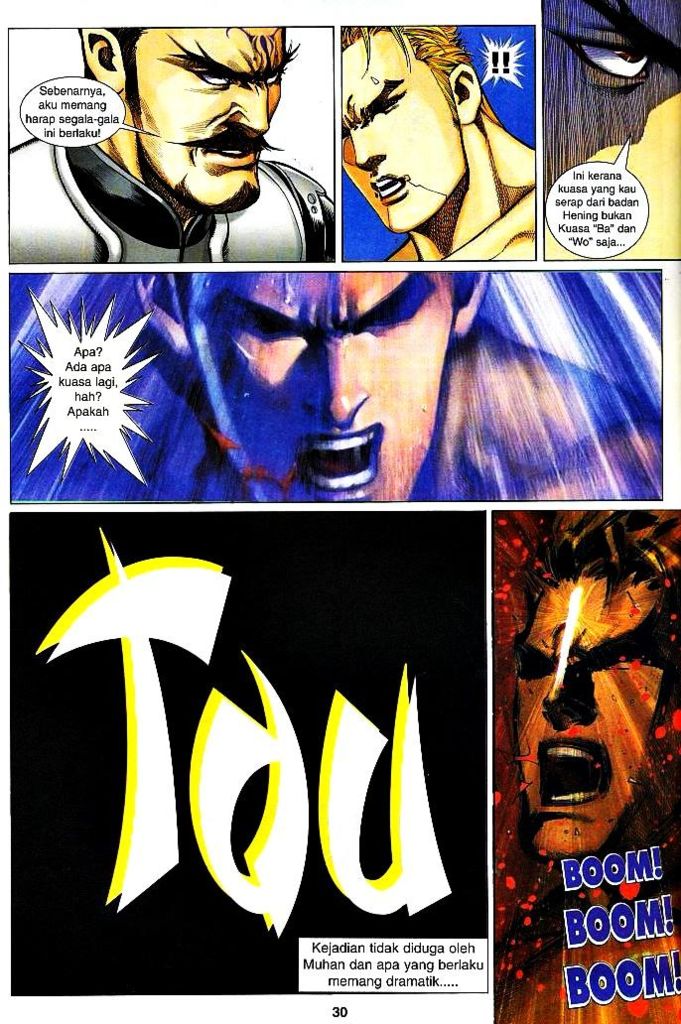 Sebenarnya,
aku memang
harap segala-gala
ini berlaku!
!!
Ini kerana
kuasa yang kau
serap dari badan
Hening bukan
Kuasa "Ba" dan
"Wo" saja...
Apa?
Ada apa
kuasa lagi,
hah?
Apakah
.....
Tau
Kejadian tidak diduga oleh
Muhan dan apa yang berlaku
memang dramatik.....
BOOM!
BOOM!
BOOM!
30